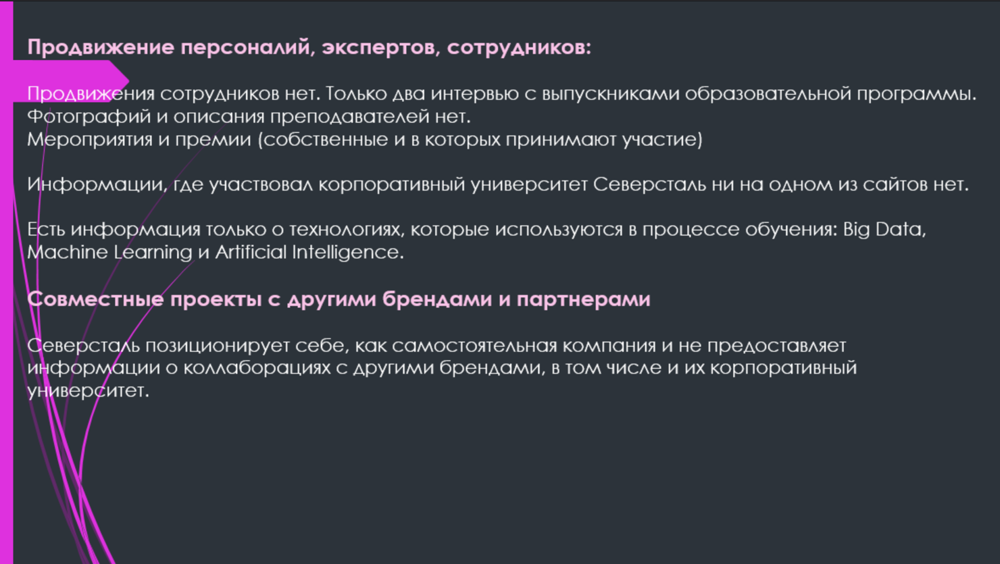 Продвижение персоналий, экспертов, сотрудников:
Продвижения сотрудников нет. Только два интервью с выпускниками образовательной программы.
Фотографий и описания преподавателей нет.
Мероприятия и премии (собственные и в которых принимают участие)
Информации, где участвовал корпоративный университет Северсталь ни на одном из сайтов нет.
Есть информация только о технологиях, которые используются в процессе обучения: Big Data,
Machine Learning и Artificial Intelligence.
Совместные проекты с другими брендами и партнерами
Северсталь позиционирует себе, как самостоятельная компания и не предоставляет
информации о коллаборациях с другими брендами, в том числе и их корпоративный
университет.